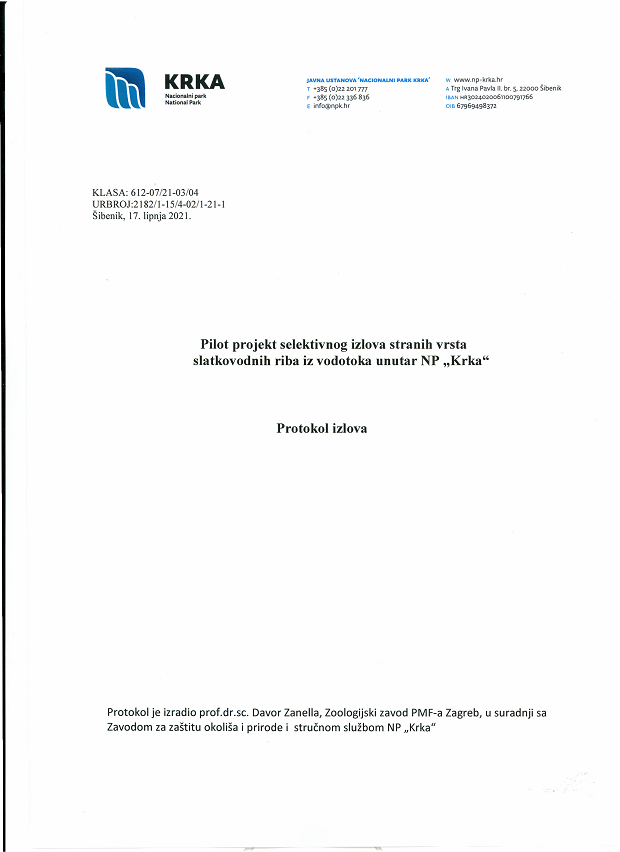 KRKA
Nacionalni park
National Park
JAVNA USTANOVA 'NACIONALNI PARK KRKA'
T +385 (0)22 201 777
F +385 (0)22 336 836
E info@npk.hr
W www.np-krka.hr
A Trg Ivana Pavla II. br. 5, 22000 Šibenik
IBAN HR3024020061100791766
OIB 67969498372
KLASA: 612-07/21-03/04
URBROJ:2182/1-15/4-02/1-21-1
Šibenik, 17. lipnja 2021.
Pilot projekt selektivnog izlova stranih vrsta
slatkovodnih riba iz vodotoka unutar NP „Krka“
Protokol izlova
Protokol je izradio prof.dr.sc. Davor Zanella, Zoologijski zavod PMF-a Zagreb, u suradnji sa
Zavodom za zaštitu okoliša i prirode i stručnom službom NP „Krka“